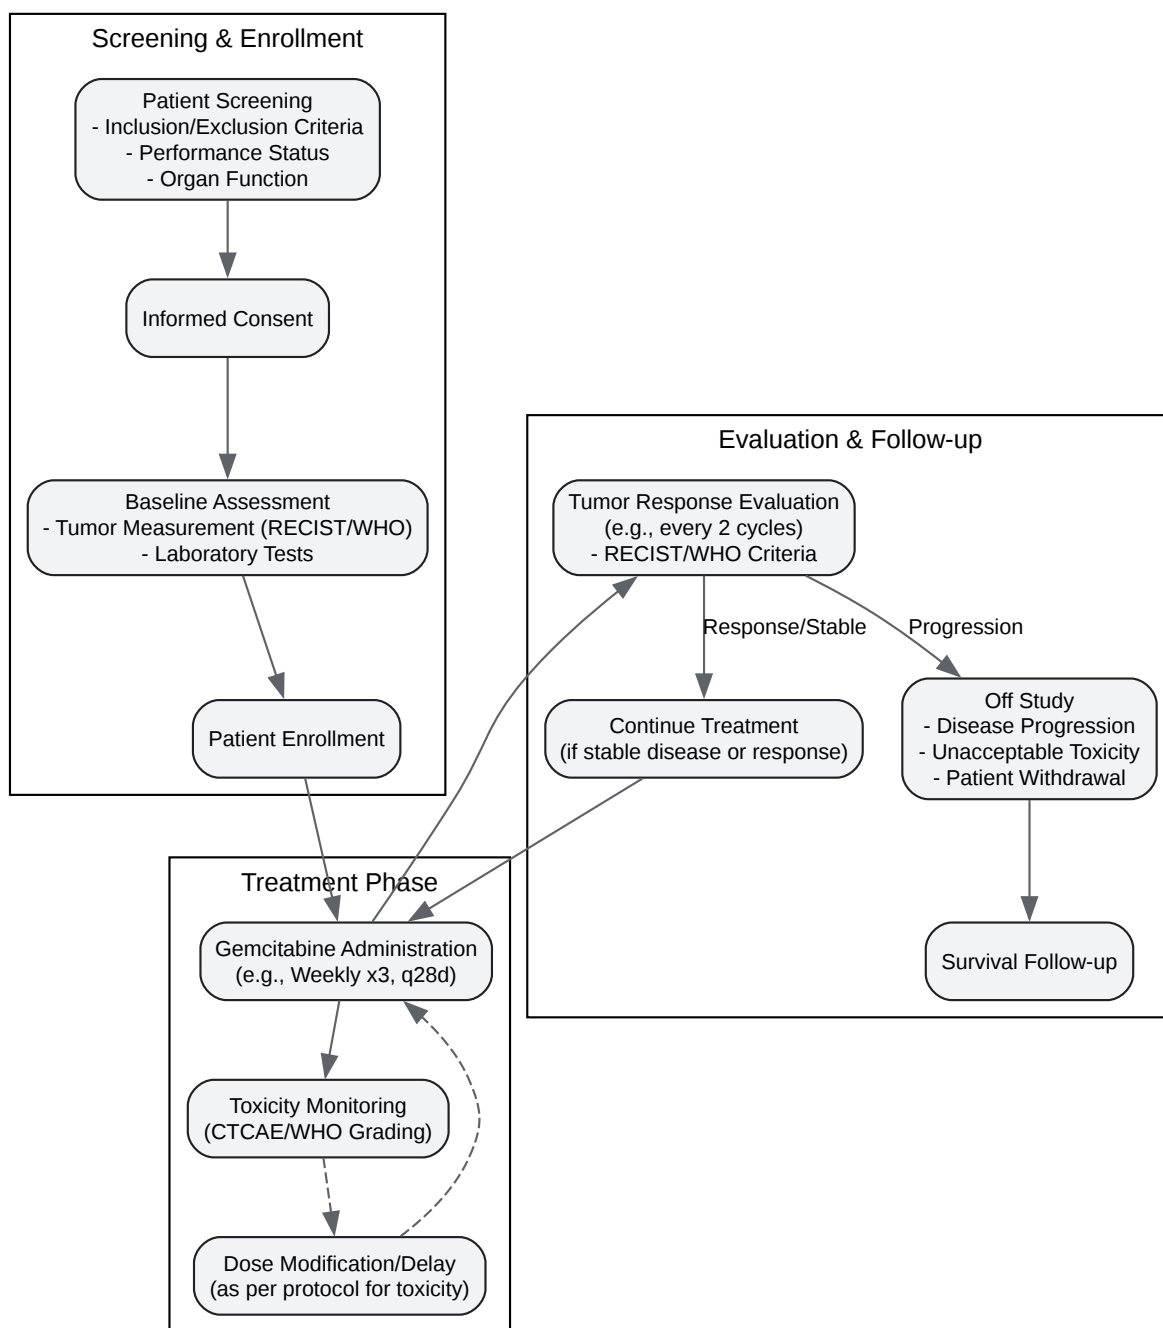 Screening & Enrollment
Patient Screening
- Inclusion/Exclusion Criteria
- Performance Status
- Organ Function
Informed Consent
Baseline Assessment
- Tumor Measurement (RECIST/WHO)
- Laboratory Tests
Patient Enrollment
Evaluation & Follow-up
Tumor Response Evaluation
(e.g., every 2 cycles)
- RECIST/WHO Criteria
Response/Stable
Progression
Continue Treatment
(if stable disease or response)
Off Study
- Disease Progression
- Unacceptable Toxicity
- Patient Withdrawal
Survival Follow-up
Treatment Phase
Gemcitabine Administration
(e.g., Weekly x3, q28d)
Toxicity Monitoring
(CTCAE/WHO Grading)
Dose Modification/Delay
(as per protocol for toxicity)